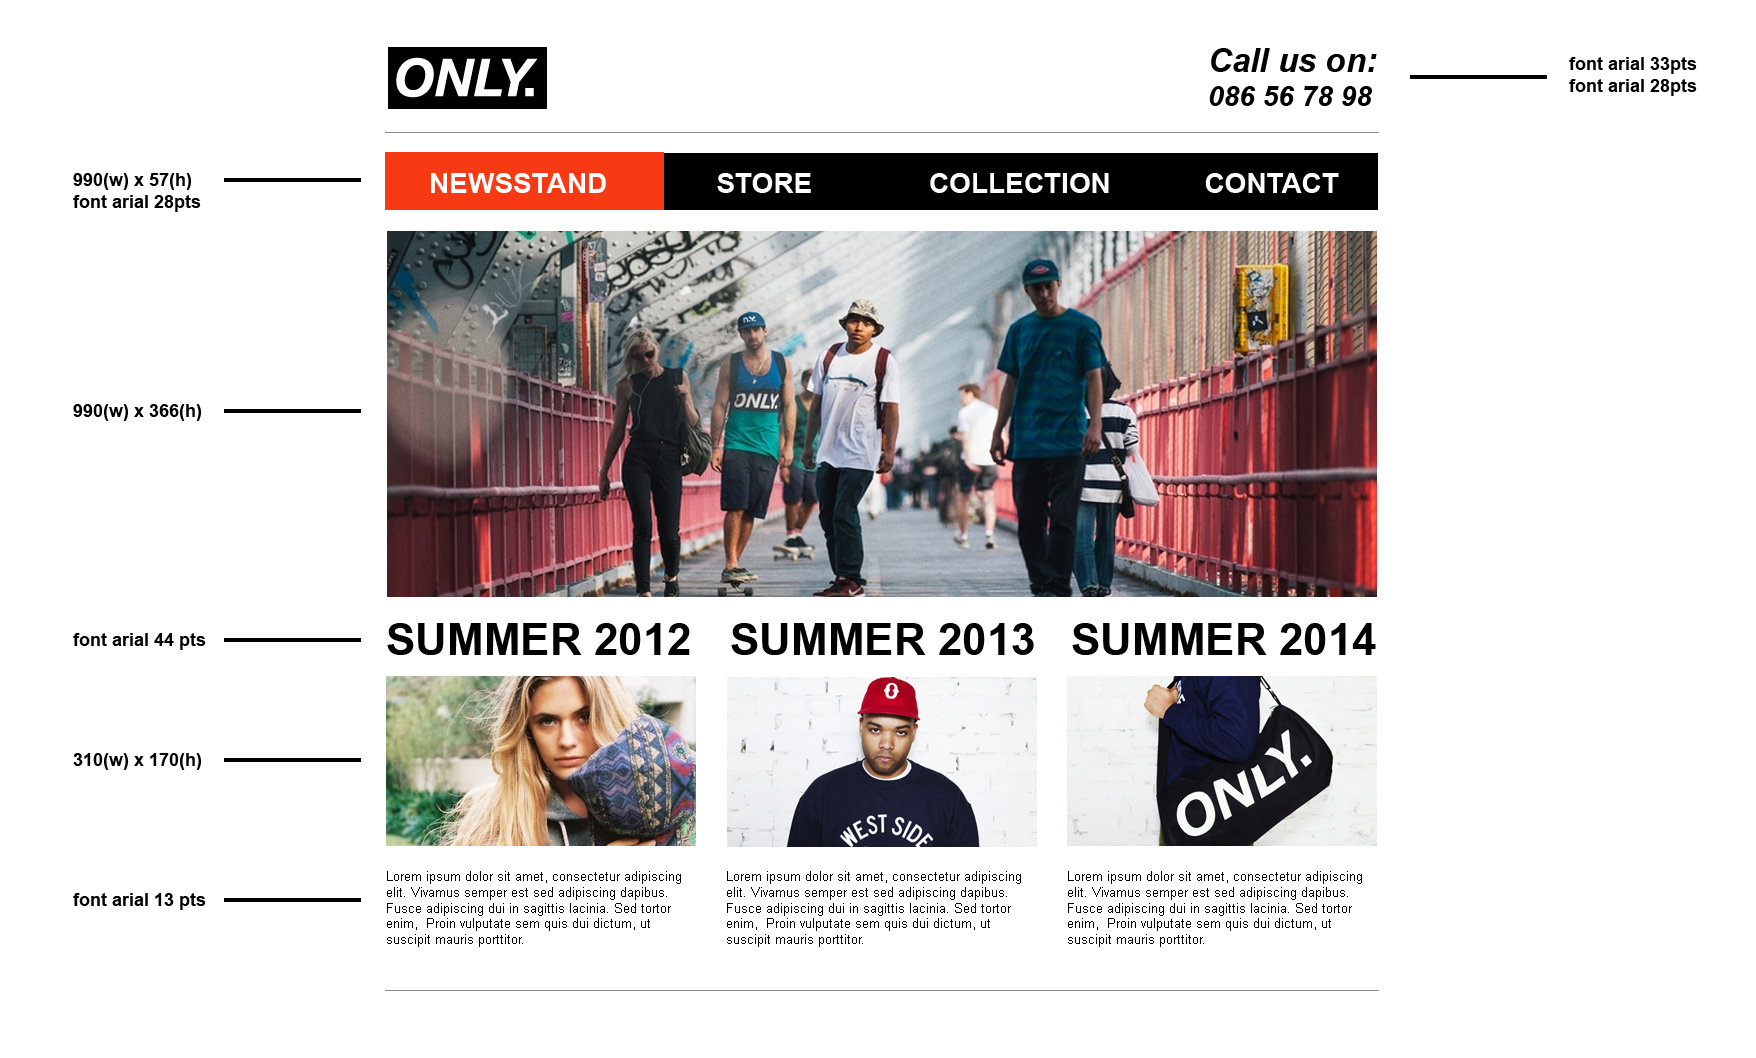 ONLY.
Call us on:
086 56 78 98
font arial 33pts
font arial 28pts
990(w) x 57(h)
font arial 28pts
NEWSSTAND STORE COLLECTION CONTACT
990(w) x 366(h)
n.y.
ONLY.
font arial 44 pts
SUMMER 2012 SUMMER 2013 SUMMER 2014
310(w) x 170(h)
O
WEST SIDE
ONLY.
font arial 13 pts
Lorem ipsum dolor sit amet, consectetur adipiscing
elit. Vivamus semper est sed adipiscing dapibus.
Fusce adipiscing dui in sagittis lacinia. Sed tortor
enim,  Proin vulputate sem quis dui dictum, ut
suscipit mauris porttitor.
Lorem ipsum dolor sit amet, consectetur adipiscing
elit. Vivamus semper est sed adipiscing dapibus.
Fusce adipiscing dui in sagittis lacinia. Sed tortor
enim,  Proin vulputate sem quis dui dictum, ut
suscipit mauris porttitor.
Lorem ipsum dolor sit amet, consectetur adipiscing
elit. Vivamus semper est sed adipiscing dapibus.
Fusce adipiscing dui in sagittis lacinia. Sed tortor
enim,  Proin vulputate sem quis dui dictum, ut
suscipit mauris porttitor.